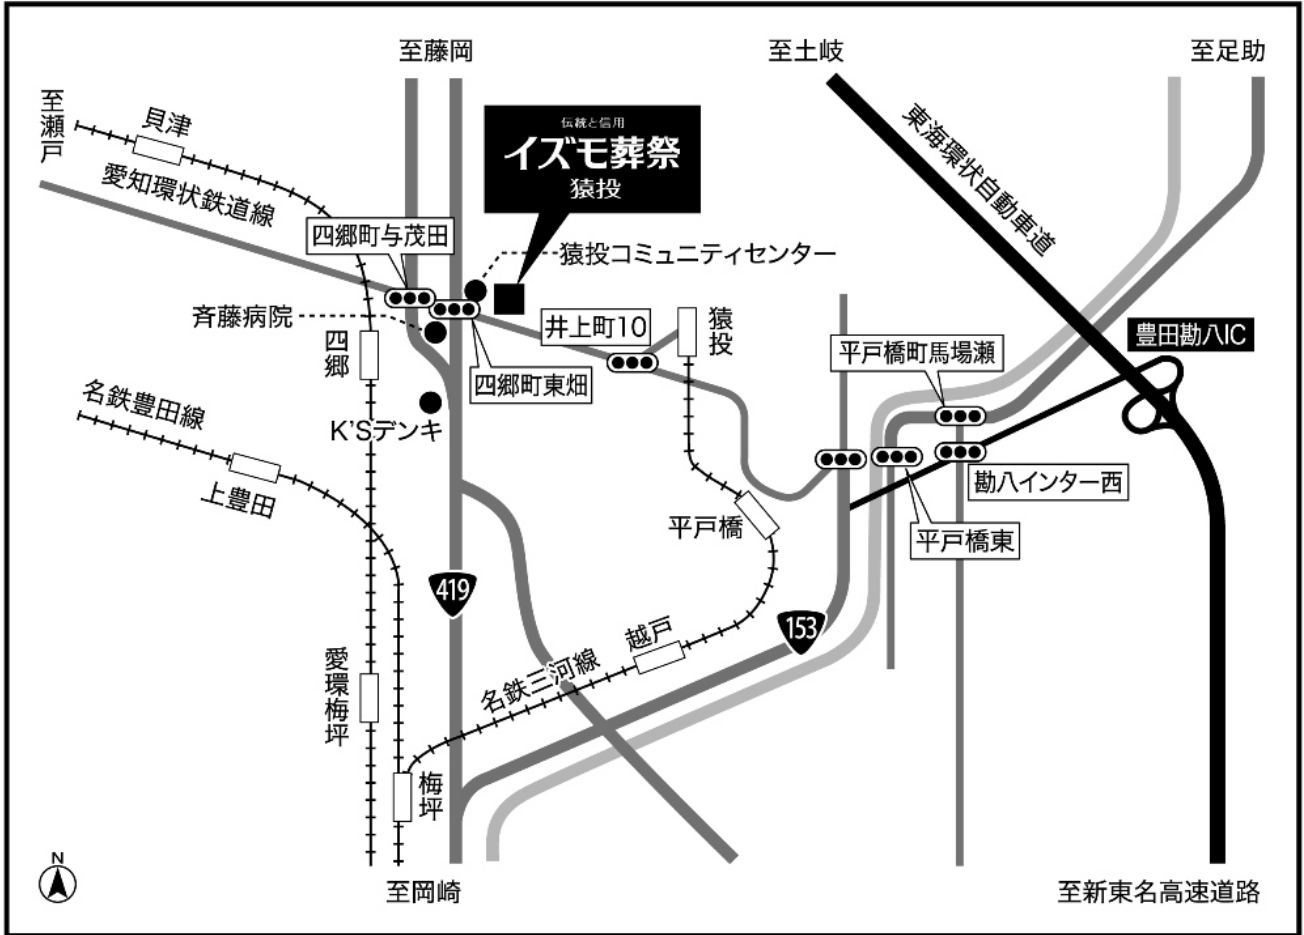 至藤岡
至土岐
至足助
至瀬戸
貝津
愛知環状鉄道線
伝統と信用
イズモ葬祭
猿投
東海環状自動車道
四郷町与茂田
猿投コミュニティセンター
斉藤病院
四郷
井上町10
猿投
四郷町東畑
平戸橋町馬場瀬
豊田勘八IC
名鉄豊田線
K'Sデンキ
上豊田
勘八インター西
平戸橋
平戸橋東
419
153
越戸
名鉄三河線
愛環梅坪
梅坪
N
至岡崎
至新東名高速道路